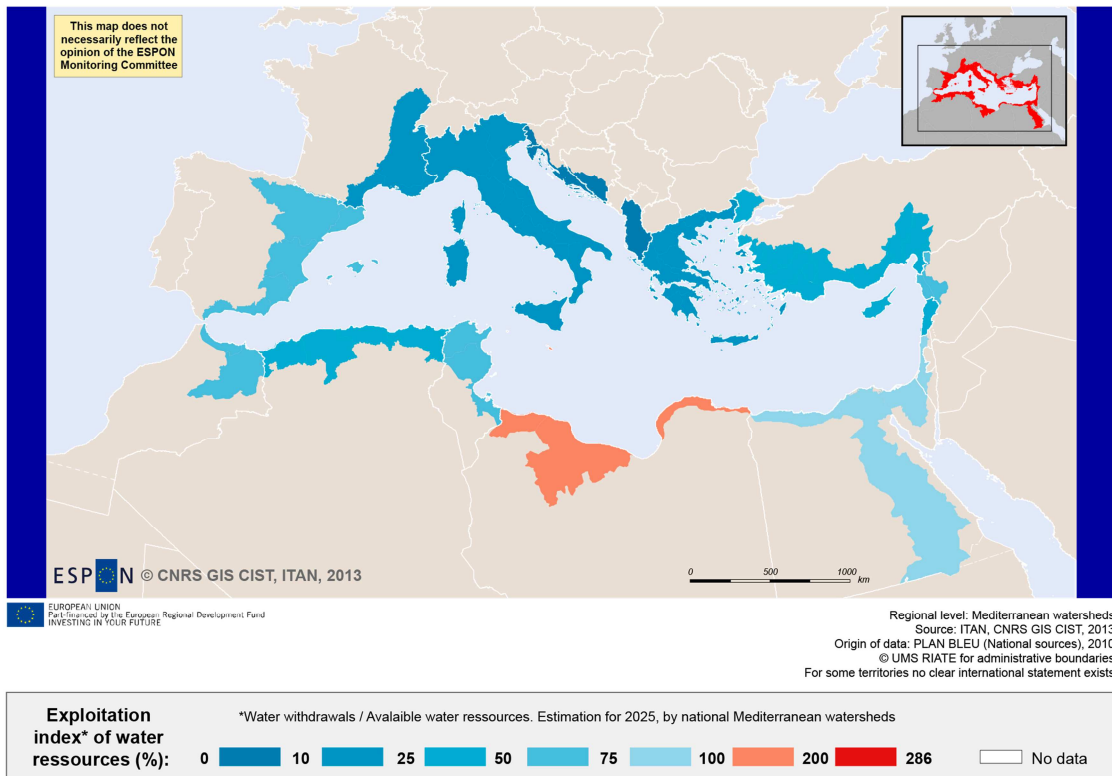 This map does not
necessarily reflect the
opinion of the ESPON
Monitoring Committee
ESPON © CNRS GIS CIST, ITAN, 2013
0 500 1000
km
EUROPEAN UNION
Part-financed by the European Regional Development Fund
INVESTING IN YOUR FUTURE
Regional level: Mediterranean watersheds
Source: ITAN, CNRS GIS CIST, 2013
Origin of data: PLAN BLEU (National sources), 2010
© UMS RIATE for administrative boundaries
For some territories no clear international statement exists
Exploitation
index* of water
ressources (%):
*Water withdrawals / Avalaible water ressources. Estimation for 2025, by national Mediterranean watersheds
0 10 25 50 75 100 200 286 No data